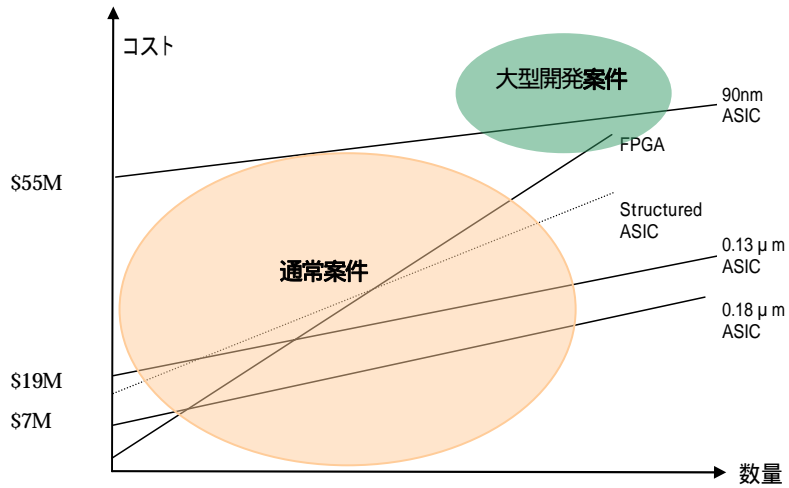 コスト
大型開発案件
90nm
ASIC
FPGA
$55M
Structured
ASIC
0.13 μ m
ASIC
通常案件
0.18 μ m
ASIC
$19M
$7M
数量